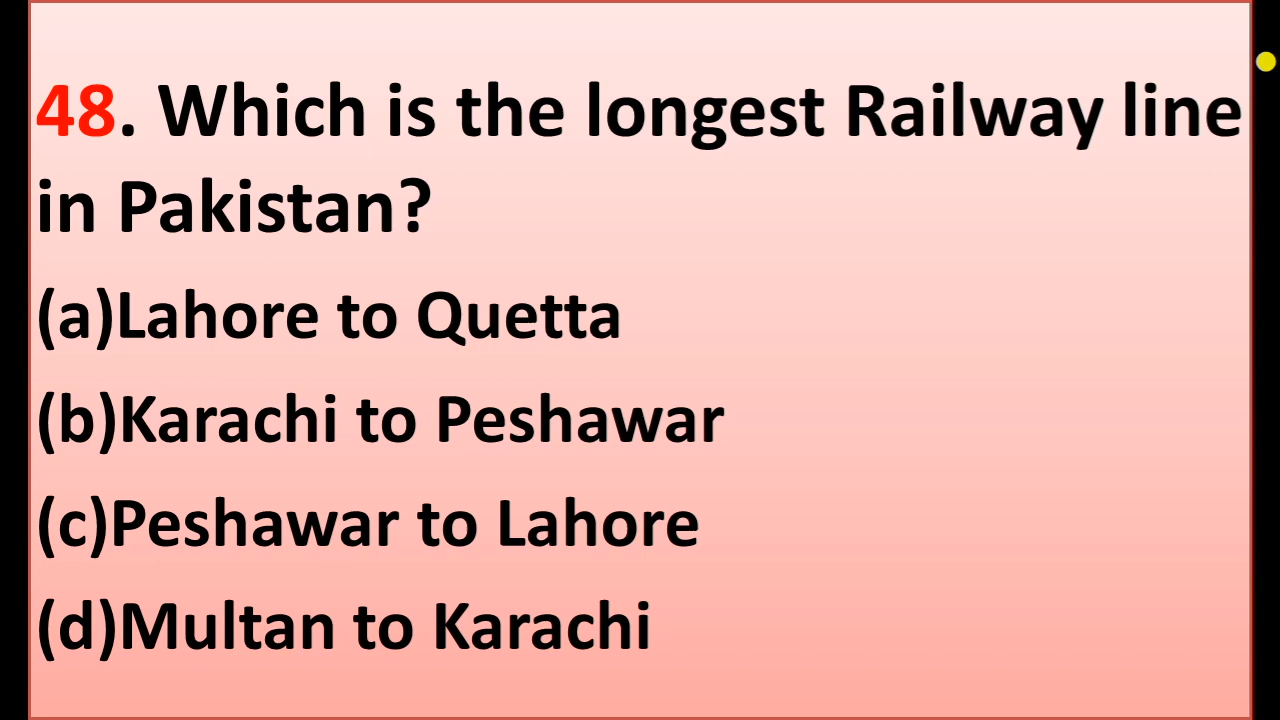 48. Which is the longest Railway line
in Pakistan?
(a)Lahore to Quetta
(b)Karachi to Peshawar
(c)Peshawar to Lahore
(d)Multan to Karachi